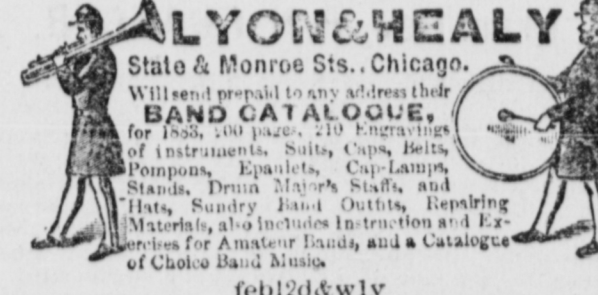 LYON & HEALY
State & Monroe Sts., Chicago.
Will send prepaid to any address their
BAND CATALOGUE,
for 1883, 200 pages, 210 Engravings
of instruments, Suits, Caps, Belts,
Pompons, Epaulets, Cap-Lamps,
Stands, Drum Major's Staffs, and
Hats, Sundry Band Outfits, Repairing
Materials, also includes Instruction and Ex-
ercises for Amateur Bands, and a Catalogue
of Choice Band Music.
feb12d&w1y